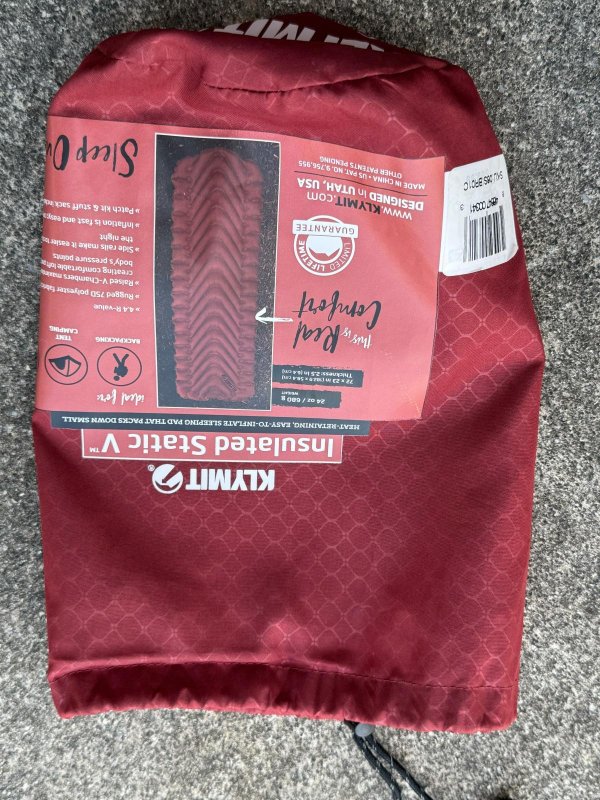 KLYMIT®
Insulated Static V™
HEAT-RETAINING, EASY-TO-INFLATE SLEEPING PAD THAT PACKS DOWN SMALL
WEIGHT
24 oz / 680 g
72 x 23 in (182.9 x 58.4 cm)
Thickness: 2.5 in (6.4 cm)
this is
Real
Comfort
LIMITED
LIFETIME
GUARANTEE
www.KLYMIT.com
DESIGNED in UTAH, USA
MADE IN CHINA • US PAT. NO. 9,756,955
OTHER PATENTS PENDING
ideal for:
BACKPACKING
TENT
CAMPING
» 4.4 R-value
» Rugged 75D polyester fabric
» Raised V-Chambers
creating comfortable loft
body's pressure points
» Side rails make it easier
the night
» Inflation is fast and easy
» Patch kit & stuff sack
Sleep
KLYMIT